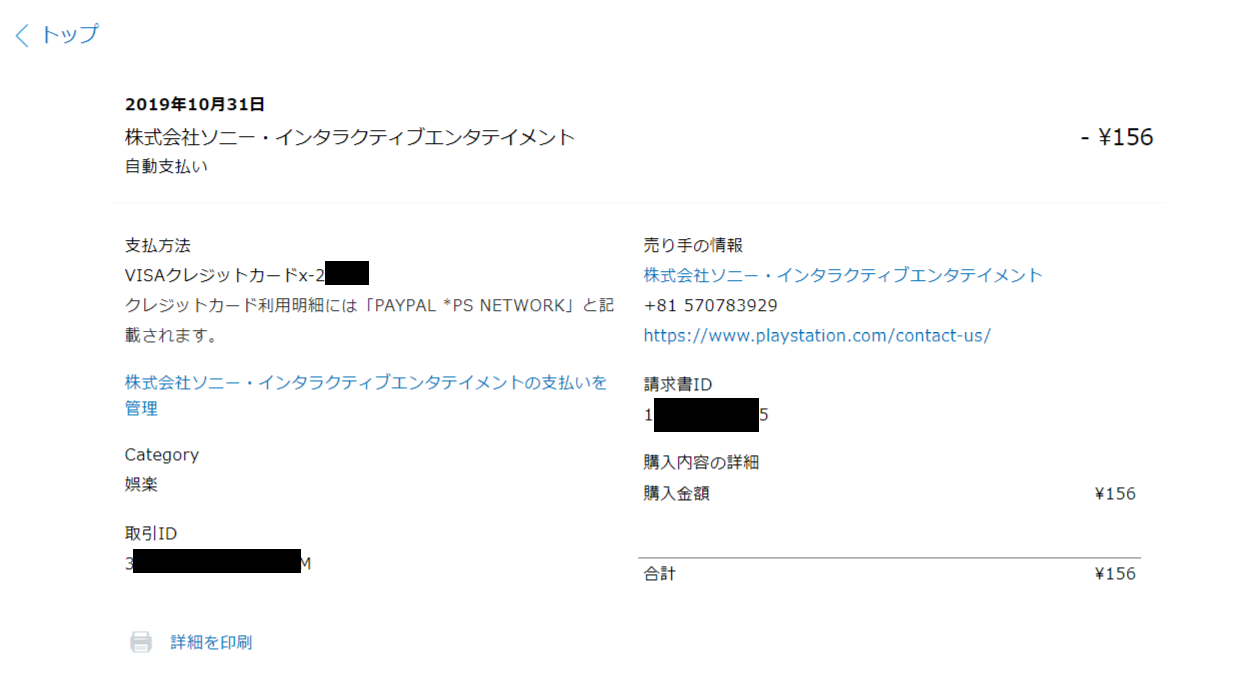 トップ
2019年10月31日
株式会社ソニー・インタラクティブエンタテイメント
- ¥156
自動支払い
支払方法
VISAクレジットカードx-2
クレジットカード利用明細には「PAYPAL *PS NETWORK」と記
載されます。
株式会社ソニー・インタラクティブエンタテイメントの支払いを
管理
Category
娯楽
取引ID
3 M
詳細を印刷
売り手の情報
株式会社ソニー・インタラクティブエンタテイメント
+81 570783929
https://www.playstation.com/contact-us/
請求書ID
1 5
購入内容の詳細
購入金額 ¥156
合計 ¥156